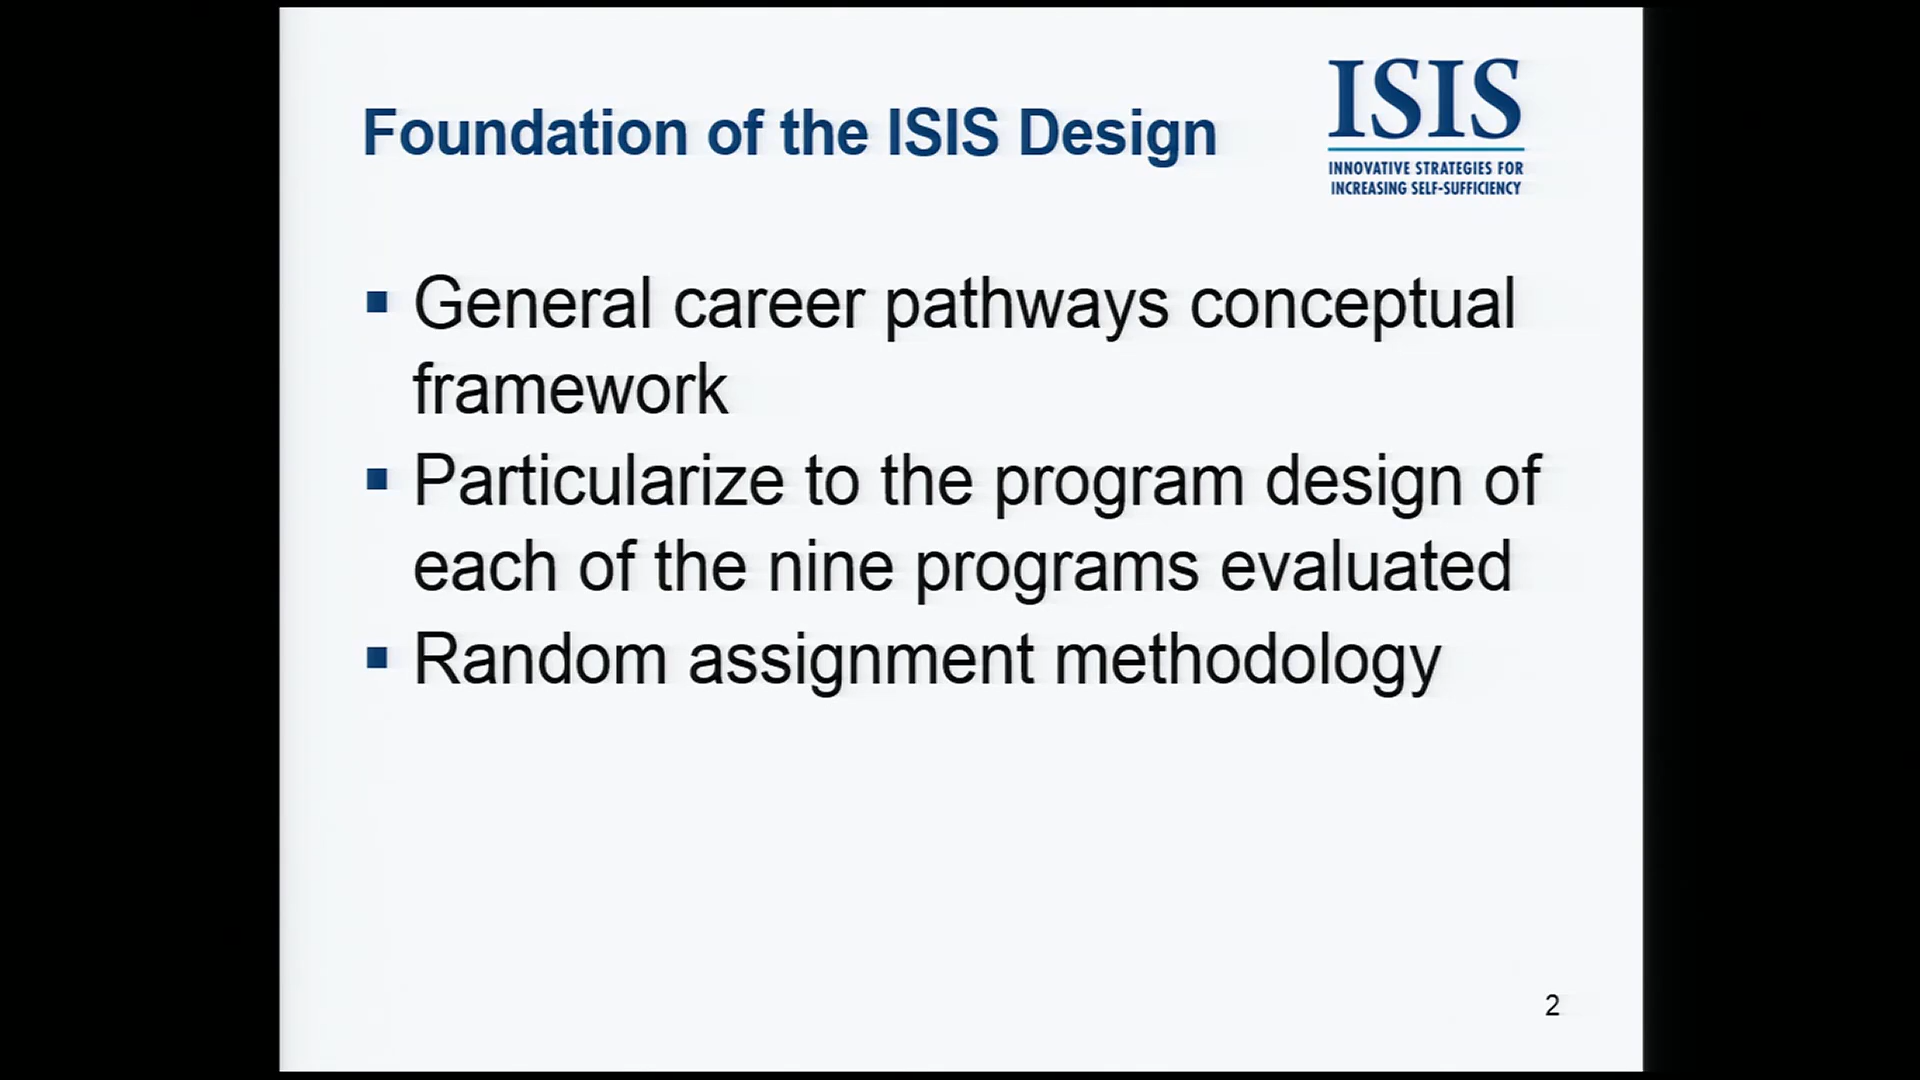 Foundation of the ISIS Design
ISIS
INNOVATIVE STRATEGIES FOR
INCREASING SELF-SUFFICIENCY
▪ General career pathways conceptual
framework
▪ Particularize to the program design of
each of the nine programs evaluated
▪ Random assignment methodology
2